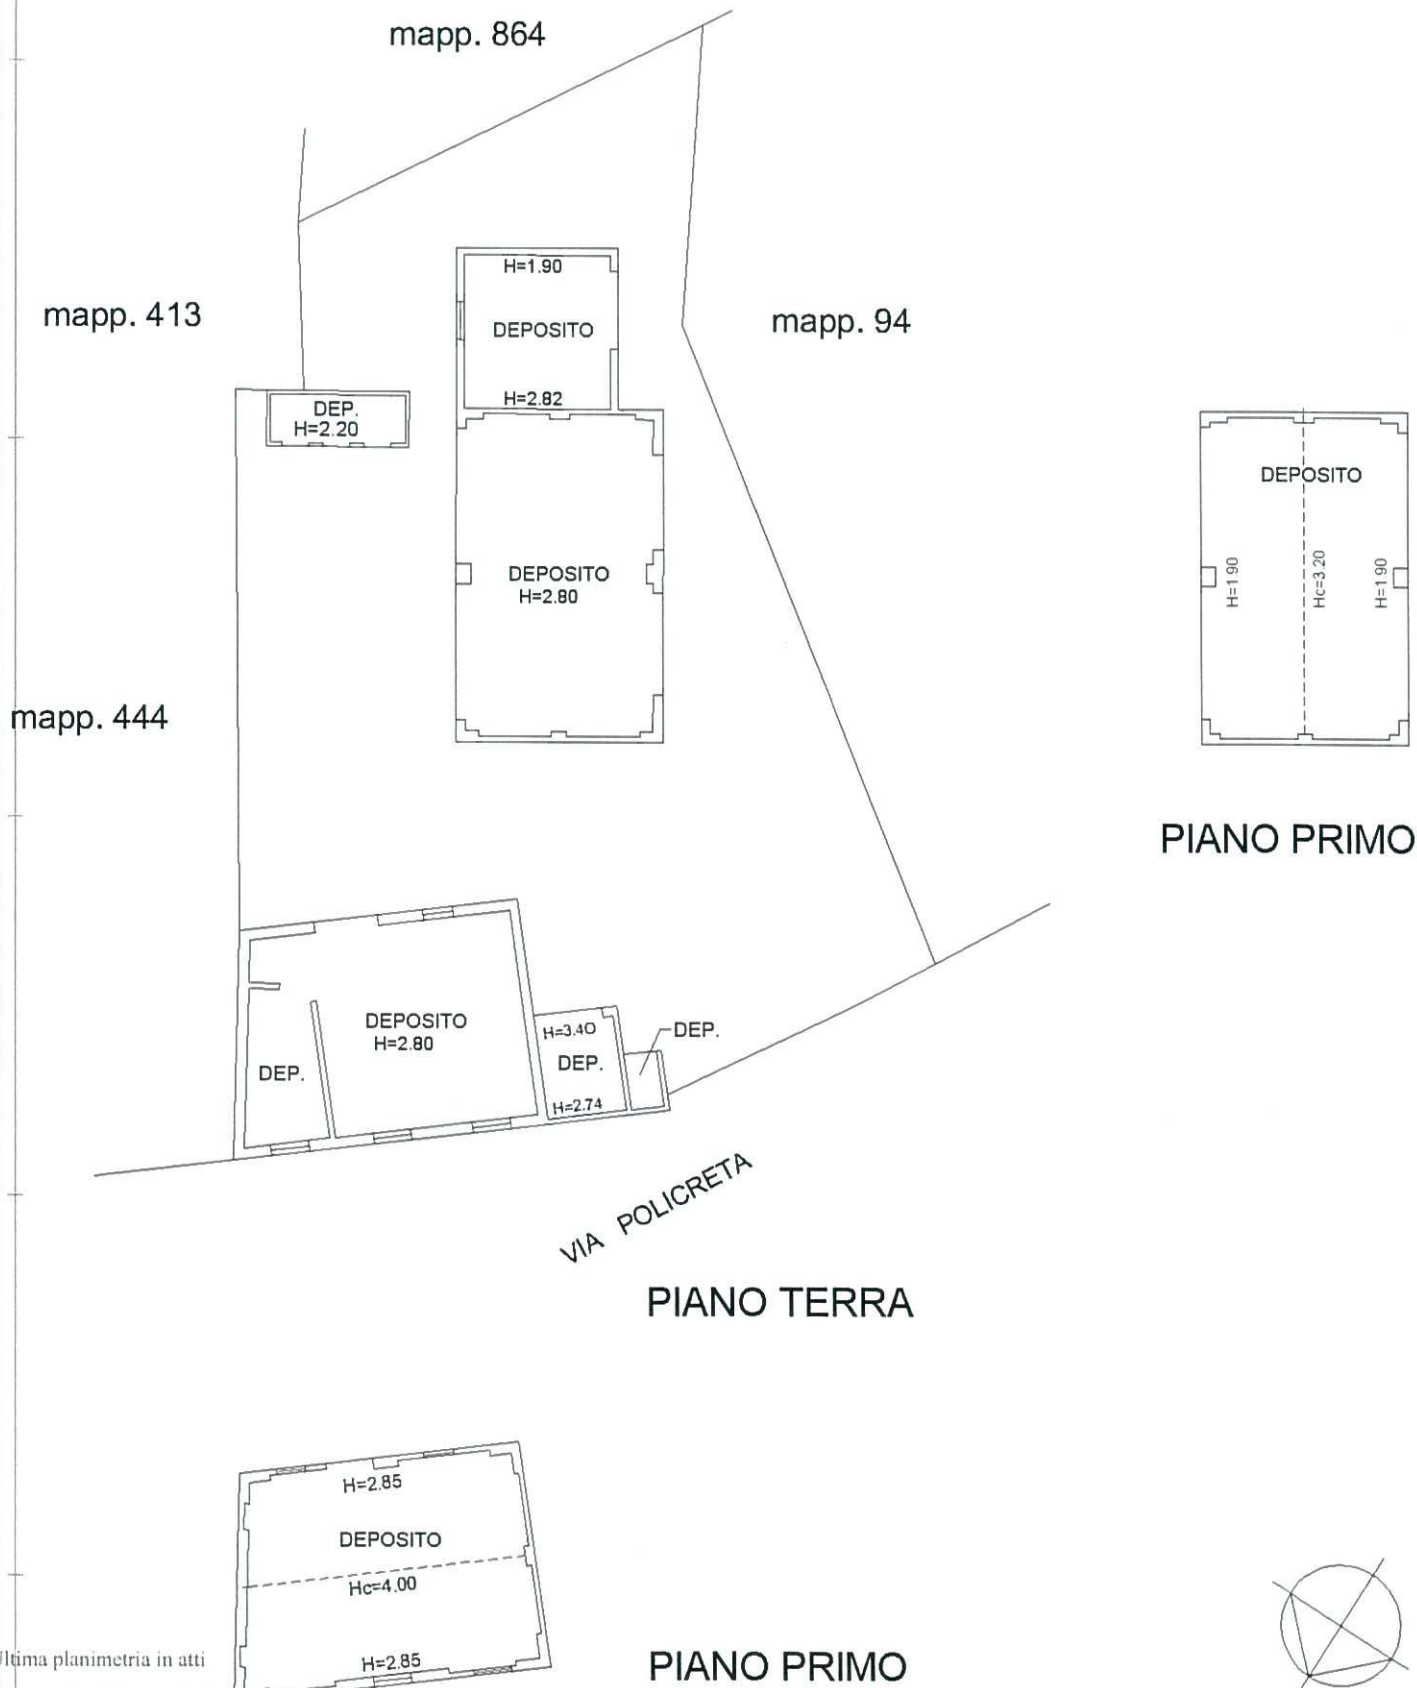 mapp. 864
H=1.90
mapp. 413
DEPOSITO
mapp. 94
H=2.82
DEP.
H=2.20
DEPOSITO
H=1.90
Hc=3.20
H=1.90
DEPOSITO
H=2.80
mapp. 444
PIANO PRIMO
DEPOSITO
H=2.80
H=3.40
DEP.
DEP.
DEP.
H=2.74
VIA POLICRETA
PIANO TERRA
H=2.85
DEPOSITO
Hc=4.00
H=2.85
Ultima planimetria in atti
PIANO PRIMO